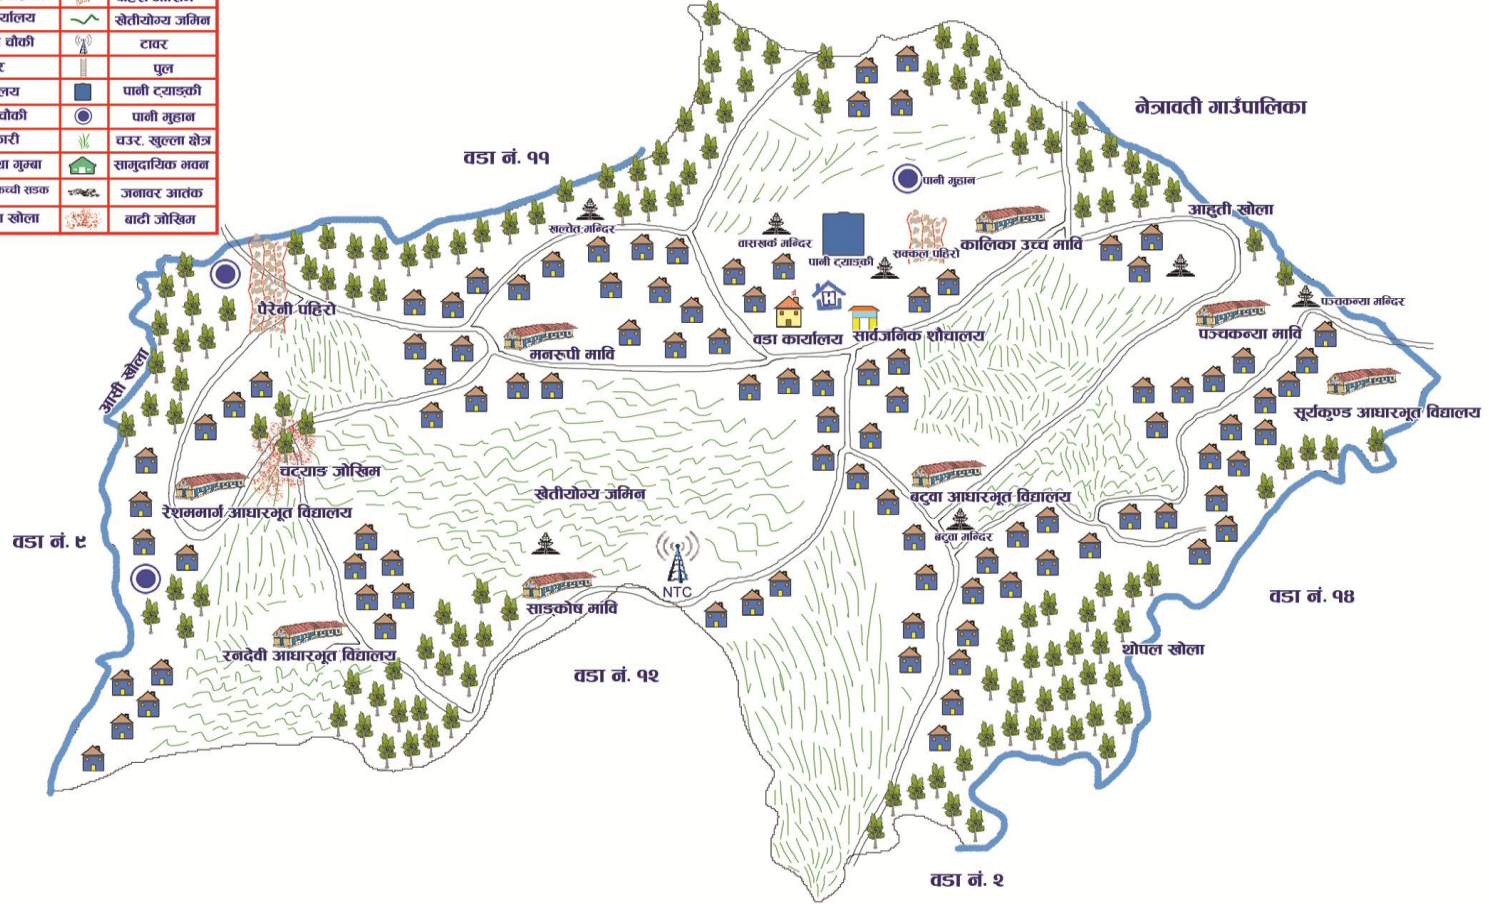 खेतीयोग्य जमिन
चौकी
टावर
पुल
पानी ट्याङ्की
चौकी
पानी मुहान
चउर, खुल्ला क्षेत्र
गुम्बा
सामुदायिक भवन
कच्ची सडक
जनावर आतंक
खोला
बाढी जोखिम
नेत्रावती गाउँपालिका
वडा नं. ११
पानी मुहान
आहुती खोला
खल्चेत मन्दिर
वासखर्क मन्दिर
पानी ट्याङ्की
सक्कल पहिरो
कालिका उच्च मावि
पैरेनी पहिरो
पञ्चकन्या मन्दिर
मनरुपी मावि
वडा कार्यालय
सार्वजनिक शौचालय
पञ्चकन्या मावि
आसी खोला
सूर्यकुण्ड आधारभूत विद्यालय
चट्याङ जोखिम
रेशममार्ग आधारभूत विद्यालय
खेतीयोग्य जमिन
बटुवा आधारभूत विद्यालय
बटुवा मन्दिर
वडा नं. ९
NTC
साङ्कोष मावि
वडा नं. १४
रनदेवी आधारभूत विद्यालय
थोपल खोला
वडा नं. १२
वडा नं. २